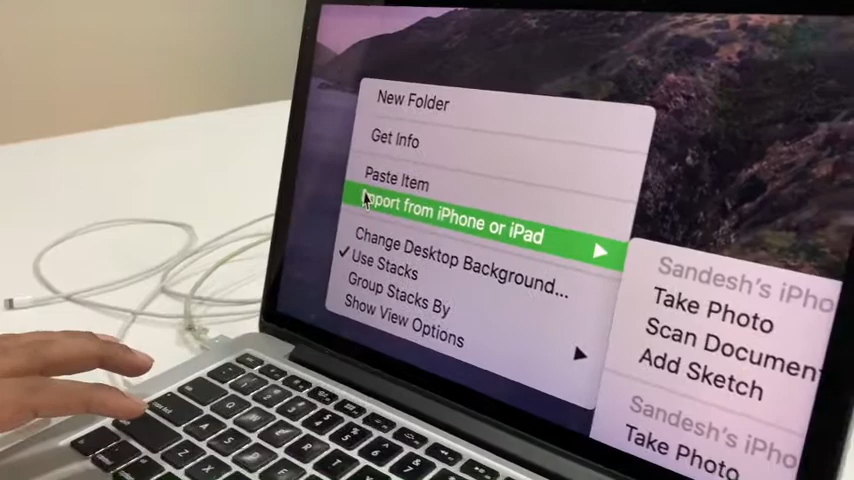 New Folder
Get Info
Paste Item
Import from iPhone or iPad
Change Desktop Background...
Use Stacks
Group Stacks By
Show View Options
Sandesh's iPho
Take Photo
Scan Documen
Add Sketch
Sandesh's iPho
Take Photo